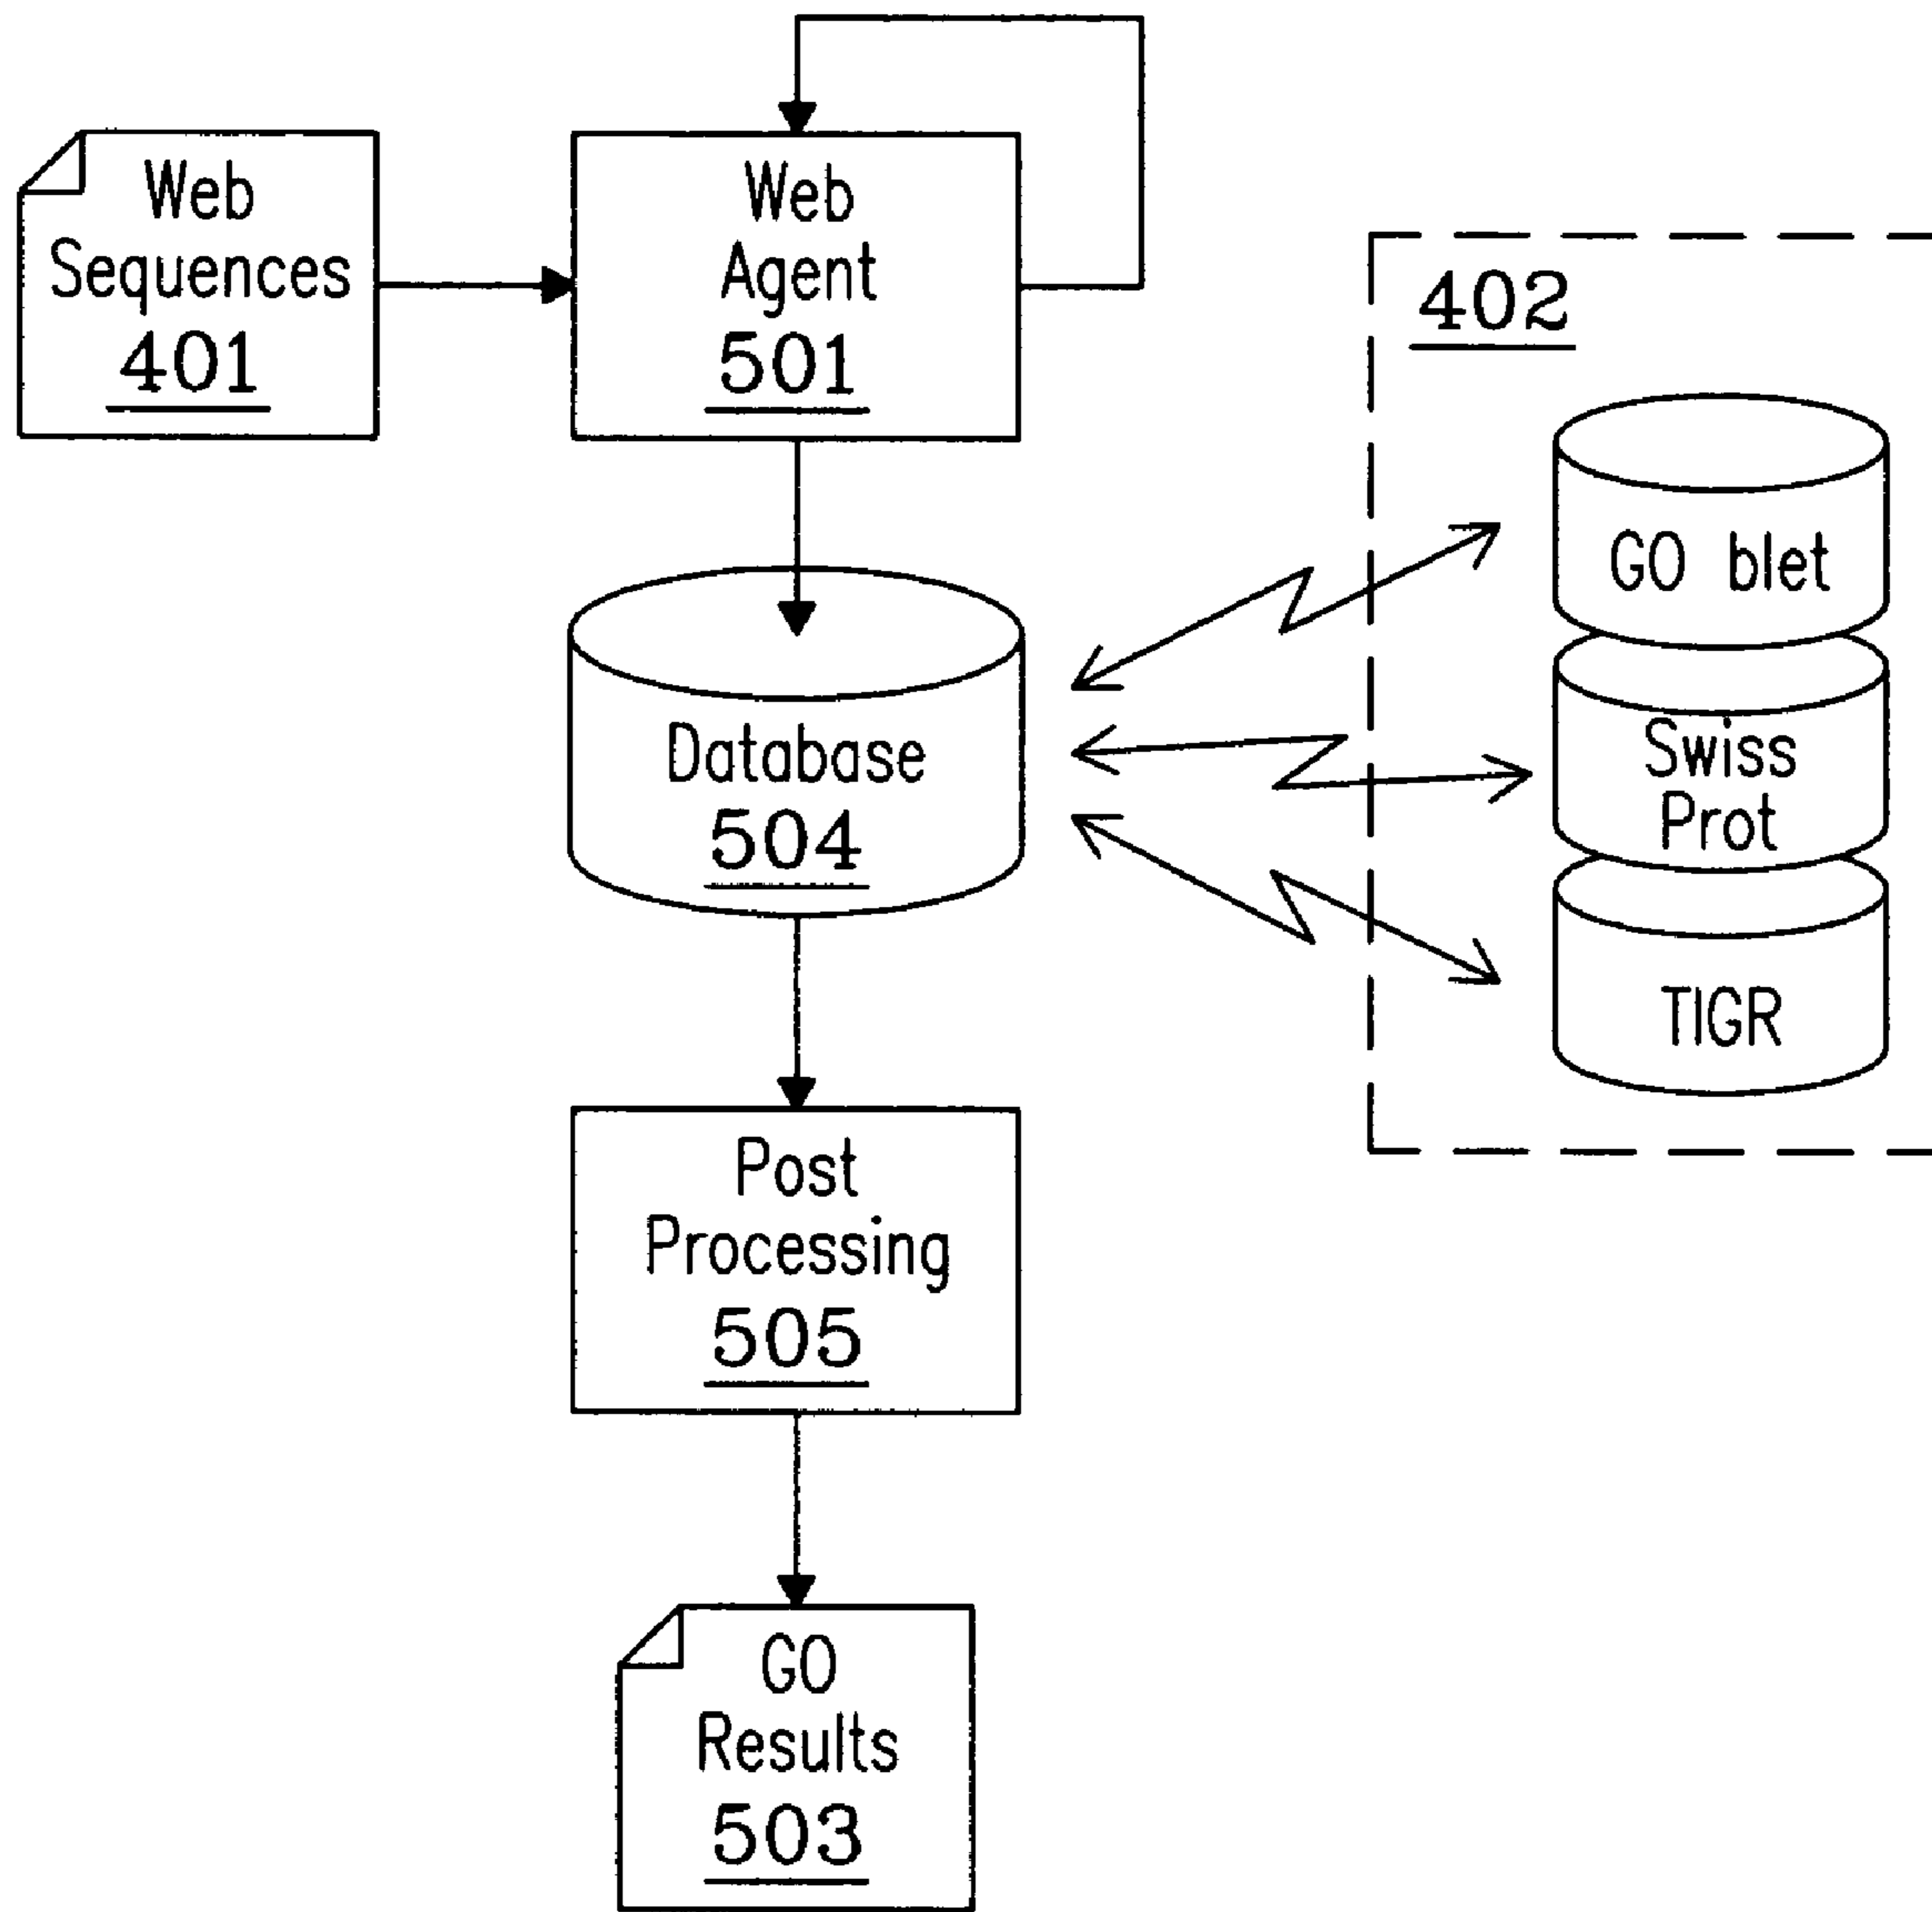 Web
Sequences
401
Web
Agent
501
402
GO blet
Swiss
Prot
TIGR
Database
504
Post
Processing
505
GO
Results
503